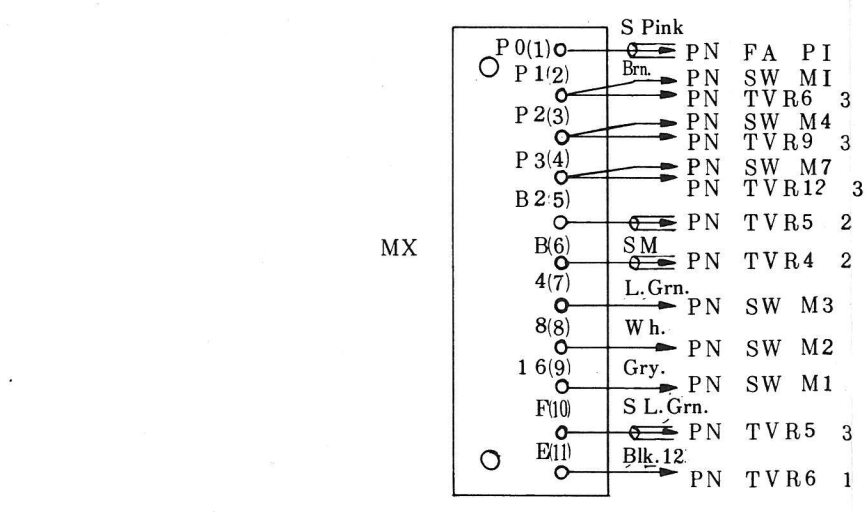 S Pink
P 0(1) PN FA PI
Brn.
P 1(2) PN SW MI
PN TVR6 3
P 2(3) PN SW M4
PN TVR9 3
P 3(4) PN SW M7
PN TVR12 3
B 2(5)
PN TVR5 2
MX
B(6) S M
PN TVR4 2
4(7) L.Grn.
PN SW M3
8(8) Wh.
PN SW M2
16(9) Gry.
PN SW M1
F(10) S L.Grn.
PN TVR5 3
E(11) Blk.12
PN TVR6 1